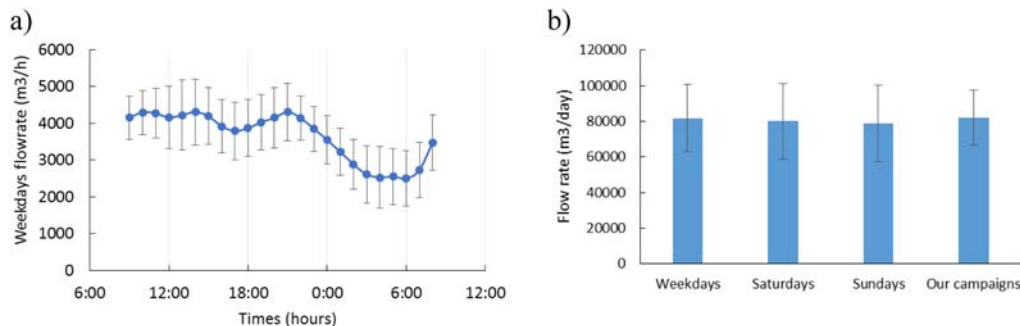 a)
Weekdays flowrate (m3/h)
6000
5000
4000
3000
2000
1000
0
6:00 12:00 18:00 0:00 6:00 12:00
Times (hours)
b)
Flow rate (m3/day)
120000
100000
80000
60000
40000
20000
0
Weekdays Saturdays Sundays Our campaigns